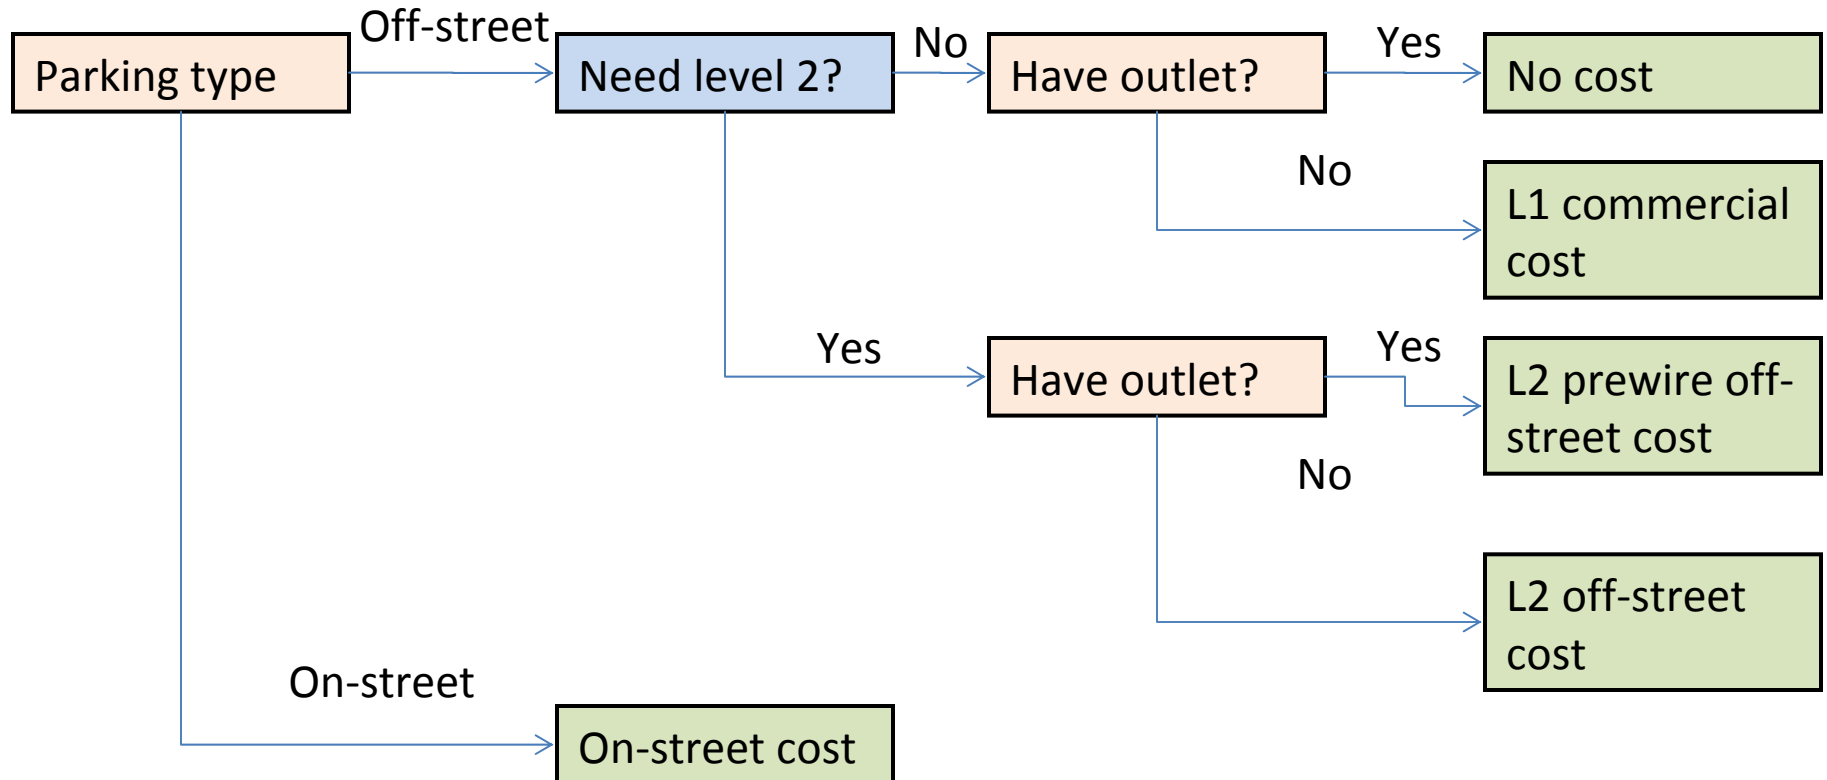 Off-street
Parking type
Need level 2?
No
Have outlet?
Yes
No cost
No
L1 commercial
cost
Yes
Have outlet?
Yes
L2 prewire off-
street cost
No
L2 off-street
cost
On-street
On-street cost